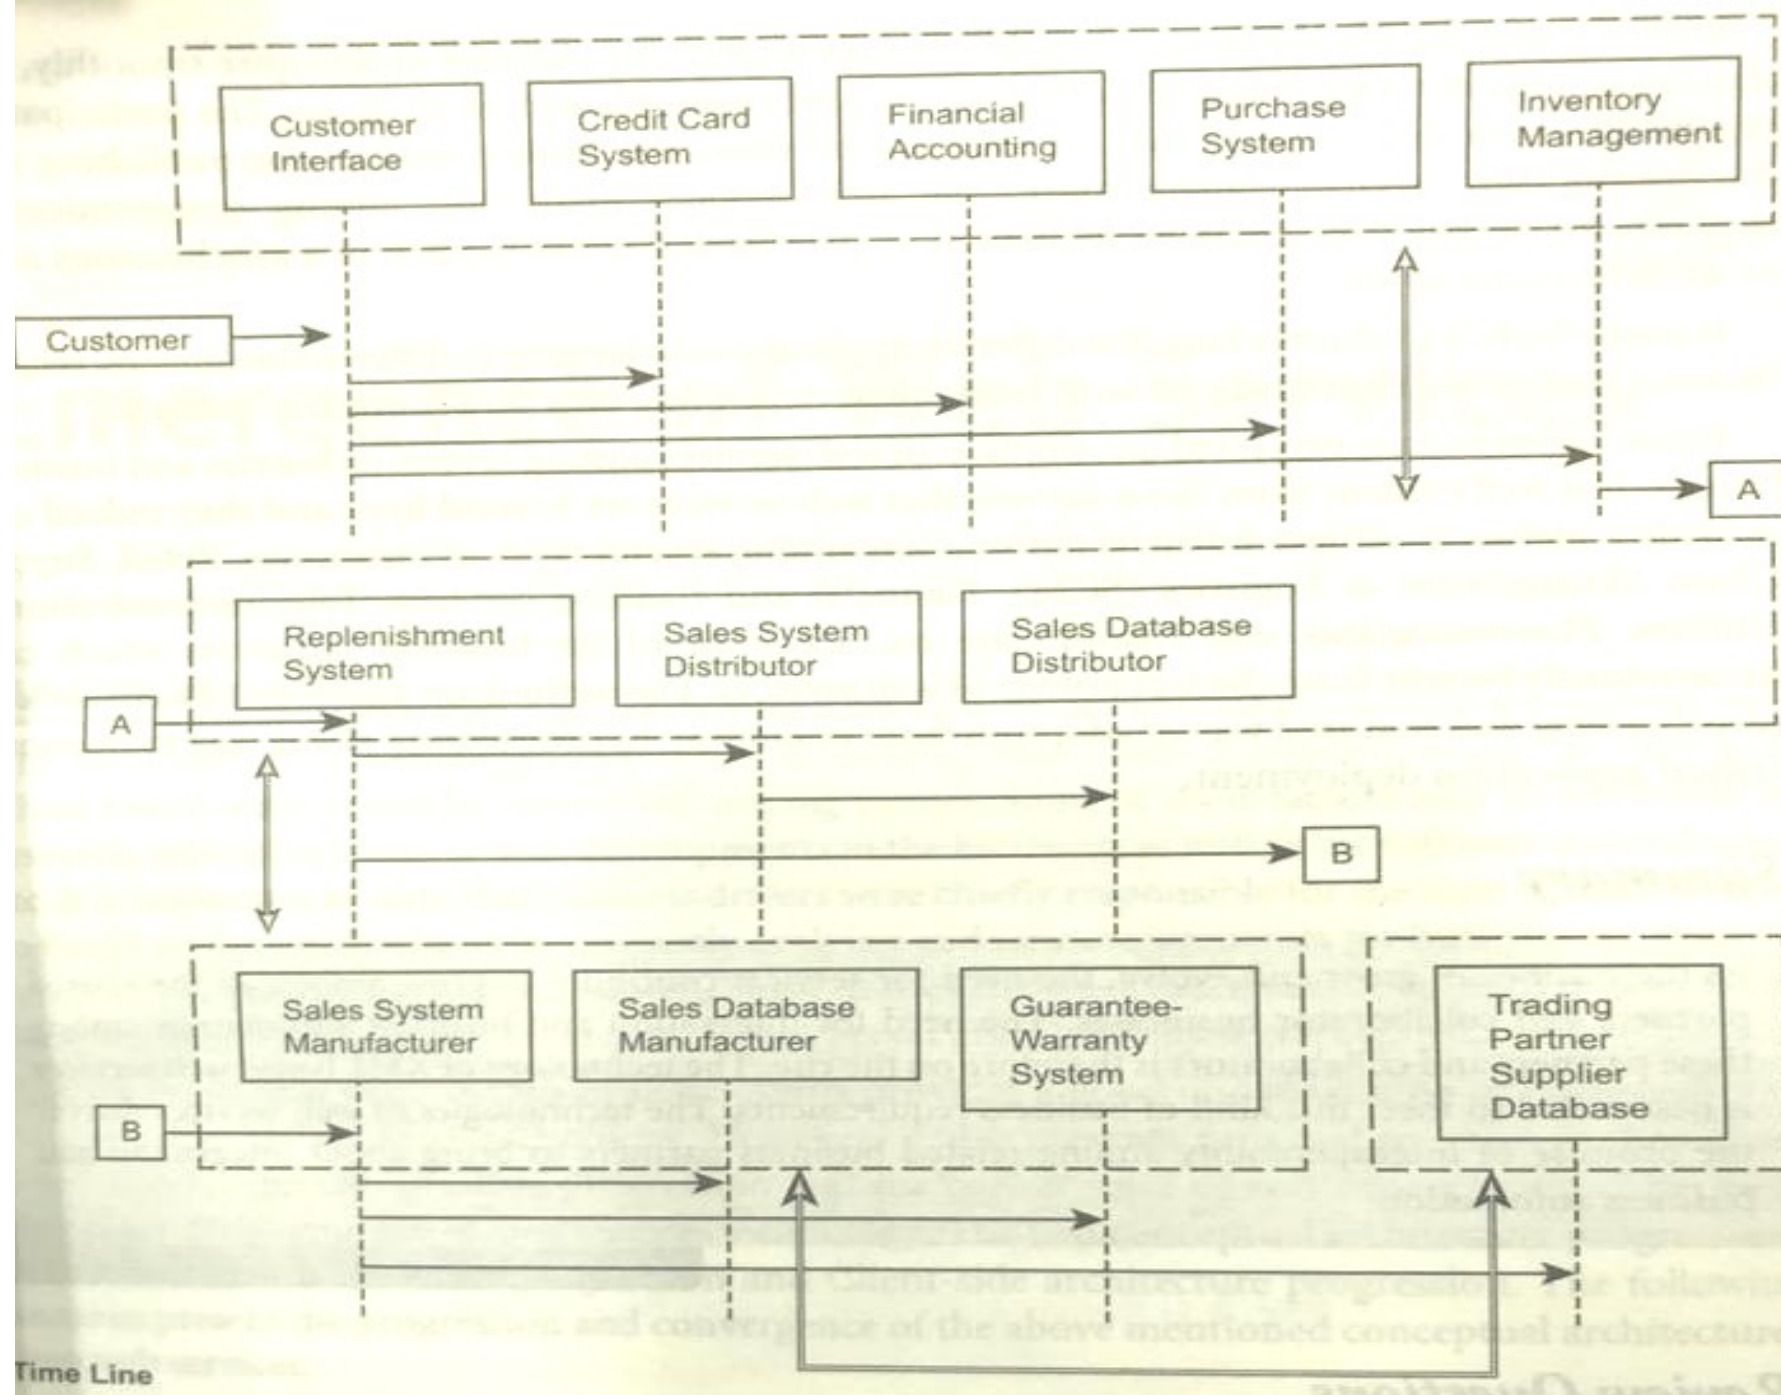 Customer
Interface
Credit Card
System
Financial
Accounting
Purchase
System
Inventory
Management
Customer
A
Replenishment
System
Sales System
Distributor
Sales Database
Distributor
A
B
Sales System
Manufacturer
Sales Database
Manufacturer
Guarantee-
Warranty
System
Trading
Partner
Supplier
Database
B
Time Line